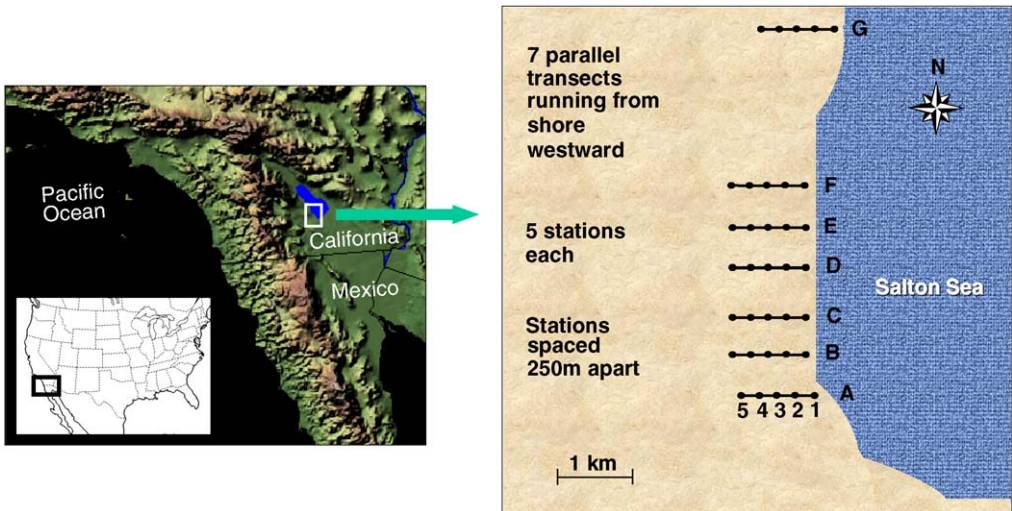 Pacific
Ocean
California
Mexico
7 parallel
transects
running from
shore
westward
5 stations
each
Stations
spaced
250m apart
1 km
G
N
F
E
D
Salton Sea
C
B
A
5 4 3 2 1